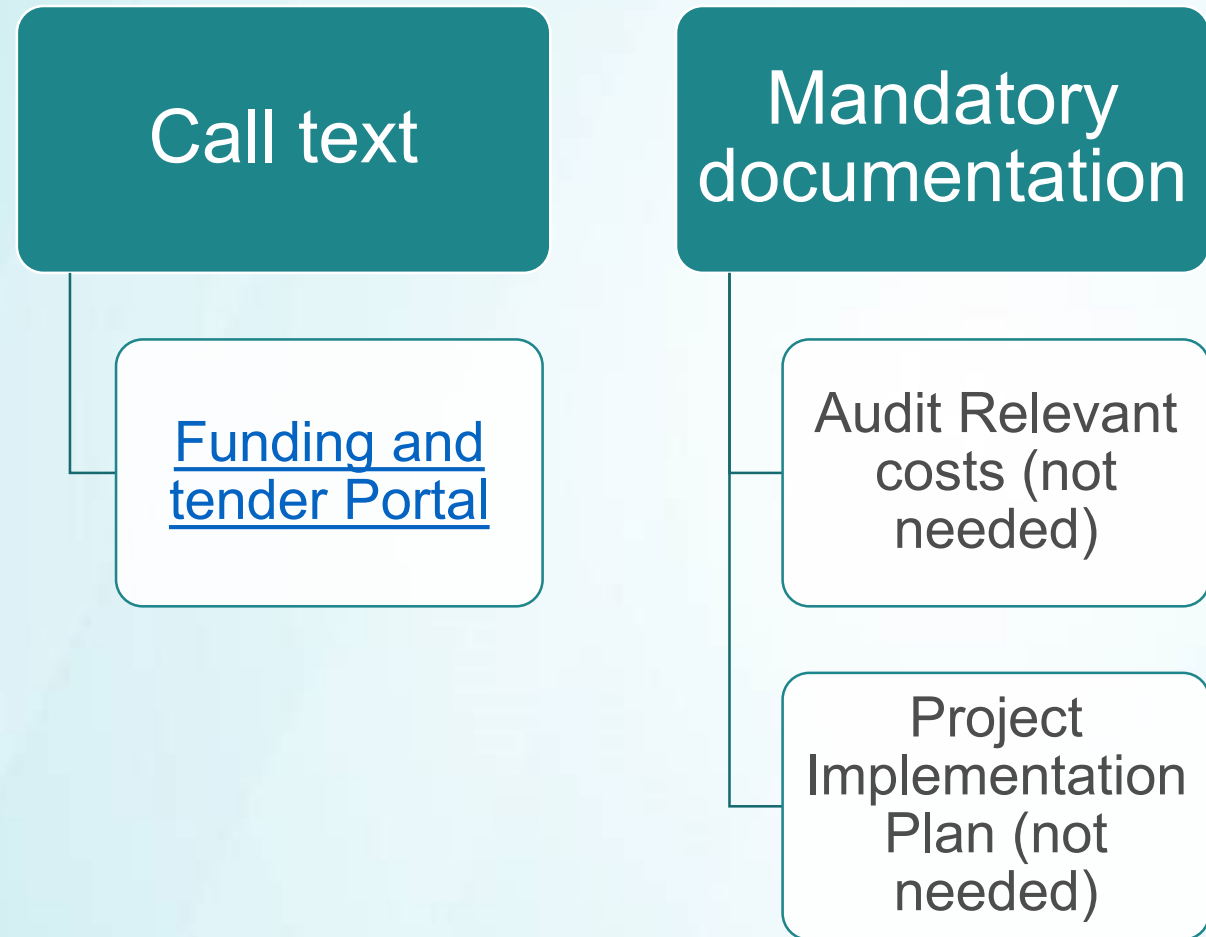 Call text
Funding and
tender Portal
Mandatory
documentation
Audit Relevant
costs (not
needed)
Project
Implementation
Plan (not
needed)